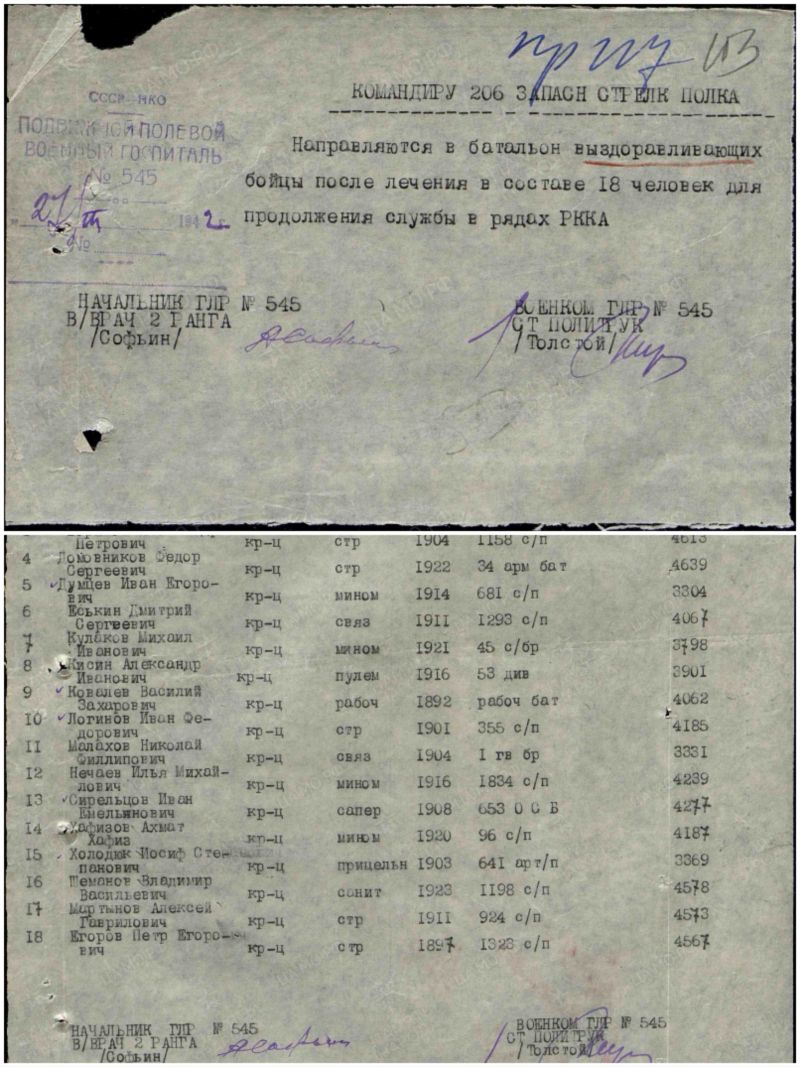 пр 117 103
СССР НКО
ПОДВИЖНОЙ ПОЛЕВОЙ
ВОЕННЫЙ ГОСПИТАЛЬ
№ 545
27/III 1942 г.
№
КОМАНДИРУ 206 ЗАПАСН СТРЕЛК ПОЛКА
Направляются в батальон выздоравливающих
бойцы после лечения в составе 18 человек для
продолжения службы в рядах РККА
НАЧАЛЬНИК ГЛР № 545
В/ВРАЧ 2 РАНГА
/Софьин/
ВОЕНКОМ ГЛР № 545
СТ ПОЛИТРУК
/Толстой/
Петрович кр-ц стр 1904 1158 с/п 4613
4 Ломовников Федор
Сергеевич кр-ц стр 1922 34 арм бат 4639
5 Думцев Иван Егоро-
вич кр-ц мином 1914 681 с/п 3304
6 Еськин Дмитрий
Сергеевич кр-ц связ 1911 1293 с/п 4067
7 Кулаков Михаил
Иванович кр-ц мином 1921 45 с/бр 3798
8 Кисин Александр
Иванович кр-ц пулем 1916 53 див 3901
9 Ковалев Василий
Захарович кр-ц рабоч 1892 рабоч бат 4062
10 Логинов Иван Фе-
дорович кр-ц стр 1901 355 с/п 4185
11 Малахов Николай
Филлипович кр-ц связ 1904 1 гв бр 3331
12 Нечаев Илья Михай-
лович кр-ц мином 1916 1834 с/п 4239
13 Сирельцов Иван
Емельянович кр-ц сапер 1908 653 О С Б 4277
14 Хафизов Ахмат
Хафиз кр-ц мином 1920 96 с/п 4187
15 Холодюк Иосиф Сте-
панович кр-ц прицельн 1903 641 арт/п 3369
16 Шеманов Владимир
Васильевич кр-ц санит 1923 1198 с/п 4578
17 Мартынов Алексей
Гаврилович кр-ц стр 1911 924 с/п 4573
18 Егоров Петр Егоро-
вич кр-ц стр 1897 1323 с/п 4567
НАЧАЛЬНИК ГЛР № 545
В/ВРАЧ 2 РАНГА
/Софьин/
ВОЕНКОМ ГЛР № 545
СТ ПОЛИТРУК
/Толстой/